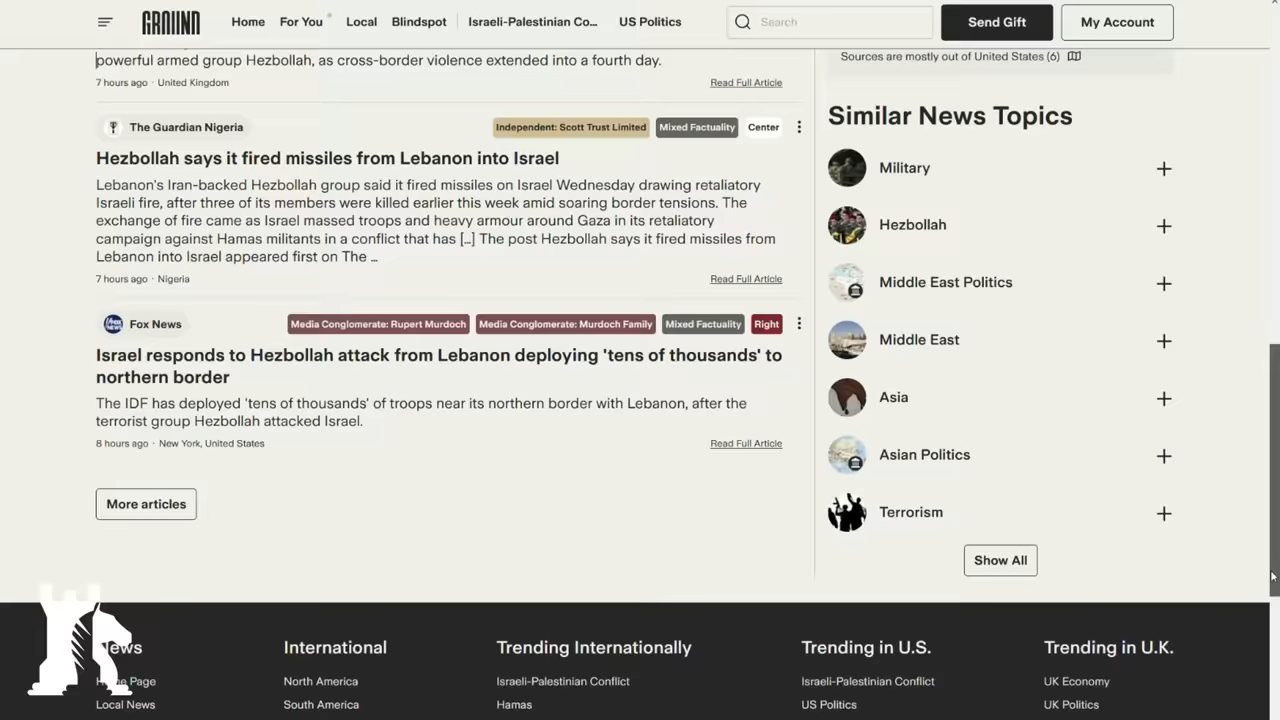 GROUND
Home
For You
Local
Blindspot
Israeli-Palestinian Co...
US Politics
Search
Send Gift
My Account
powerful armed group Hezbollah, as cross-border violence extended into a fourth day.
7 hours ago · United Kingdom
Read Full Article
The Guardian Nigeria
Independent: Scott Trust Limited
Mixed Factuality
Center
Hezbollah says it fired missiles from Lebanon into Israel
Lebanon's Iran-backed Hezbollah group said it fired missiles on Israel Wednesday drawing retaliatory
Israeli fire, after three of its members were killed earlier this week amid soaring border tensions. The
exchange of fire came as Israel massed troops and heavy armour around Gaza in its retaliatory
campaign against Hamas militants in a conflict that has [...] The post Hezbollah says it fired missiles from
Lebanon into Israel appeared first on The ...
7 hours ago · Nigeria
Read Full Article
Fox News
Media Conglomerate: Rupert Murdoch
Media Conglomerate: Murdoch Family
Mixed Factuality
Right
Israel responds to Hezbollah attack from Lebanon deploying 'tens of thousands' to
northern border
The IDF has deployed 'tens of thousands' of troops near its northern border with Lebanon, after the
terrorist group Hezbollah attacked Israel.
8 hours ago · New York, United States
Read Full Article
More articles
Sources are mostly out of United States (6)
Similar News Topics
Military
Hezbollah
Middle East Politics
Middle East
Asia
Asian Politics
Terrorism
Show All
News
Home Page
Local News
International
North America
South America
Trending Internationally
Israeli-Palestinian Conflict
Hamas
Trending in U.S.
Israeli-Palestinian Conflict
US Politics
Trending in U.K.
UK Economy
UK Politics